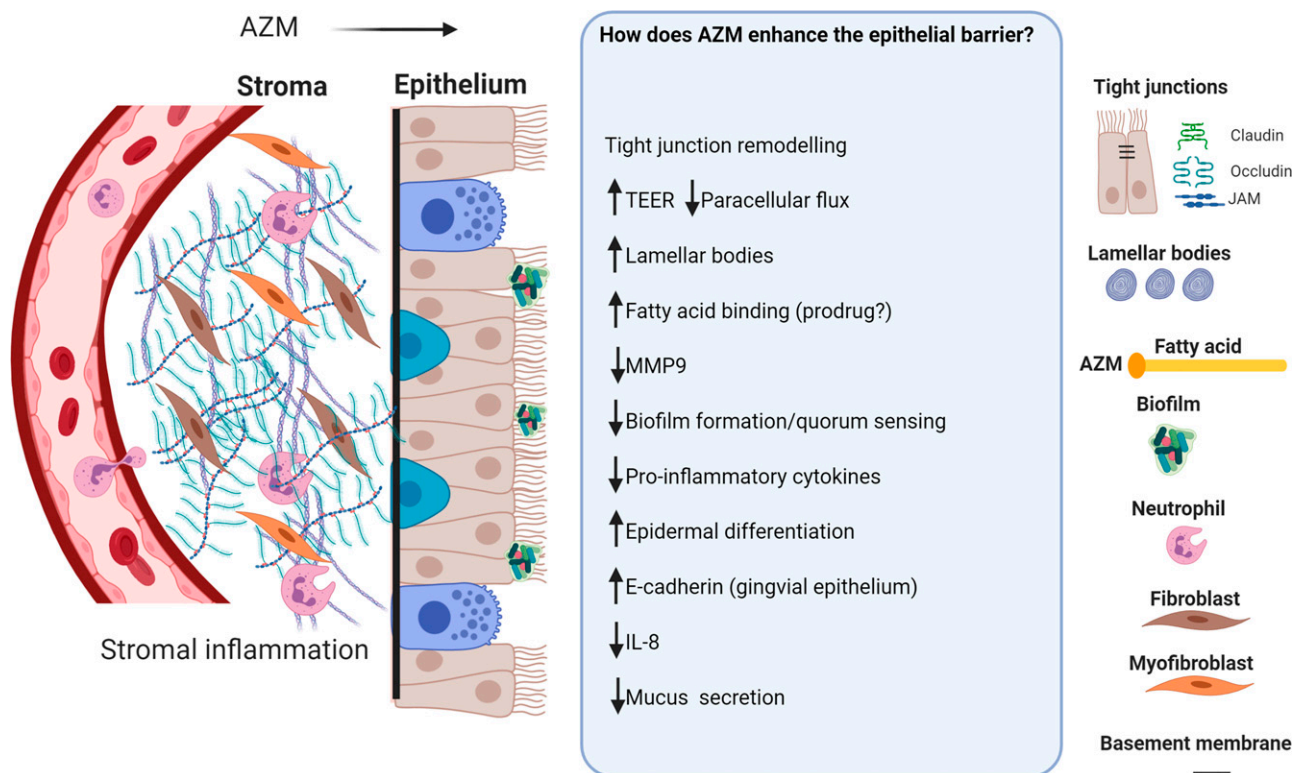 AZM
Stroma
Epithelium
Stromal inflammation
How does AZM enhance the epithelial barrier?
Tight junction remodelling
↑ TEER ↓ Paracellular flux
↑ Lamellar bodies
↑ Fatty acid binding (prodrug?)
↓ MMP9
↓ Biofilm formation/quorum sensing
↓ Pro-inflammatory cytokines
↑ Epidermal differentiation
↑ E-cadherin (gingvial epithelium)
↓ IL-8
↓ Mucus secretion
Tight junctions
Claudin
Occludin
JAM
Lamellar bodies
Fatty acid
AZM
Biofilm
Neutrophil
Fibroblast
Myofibroblast
Basement membrane